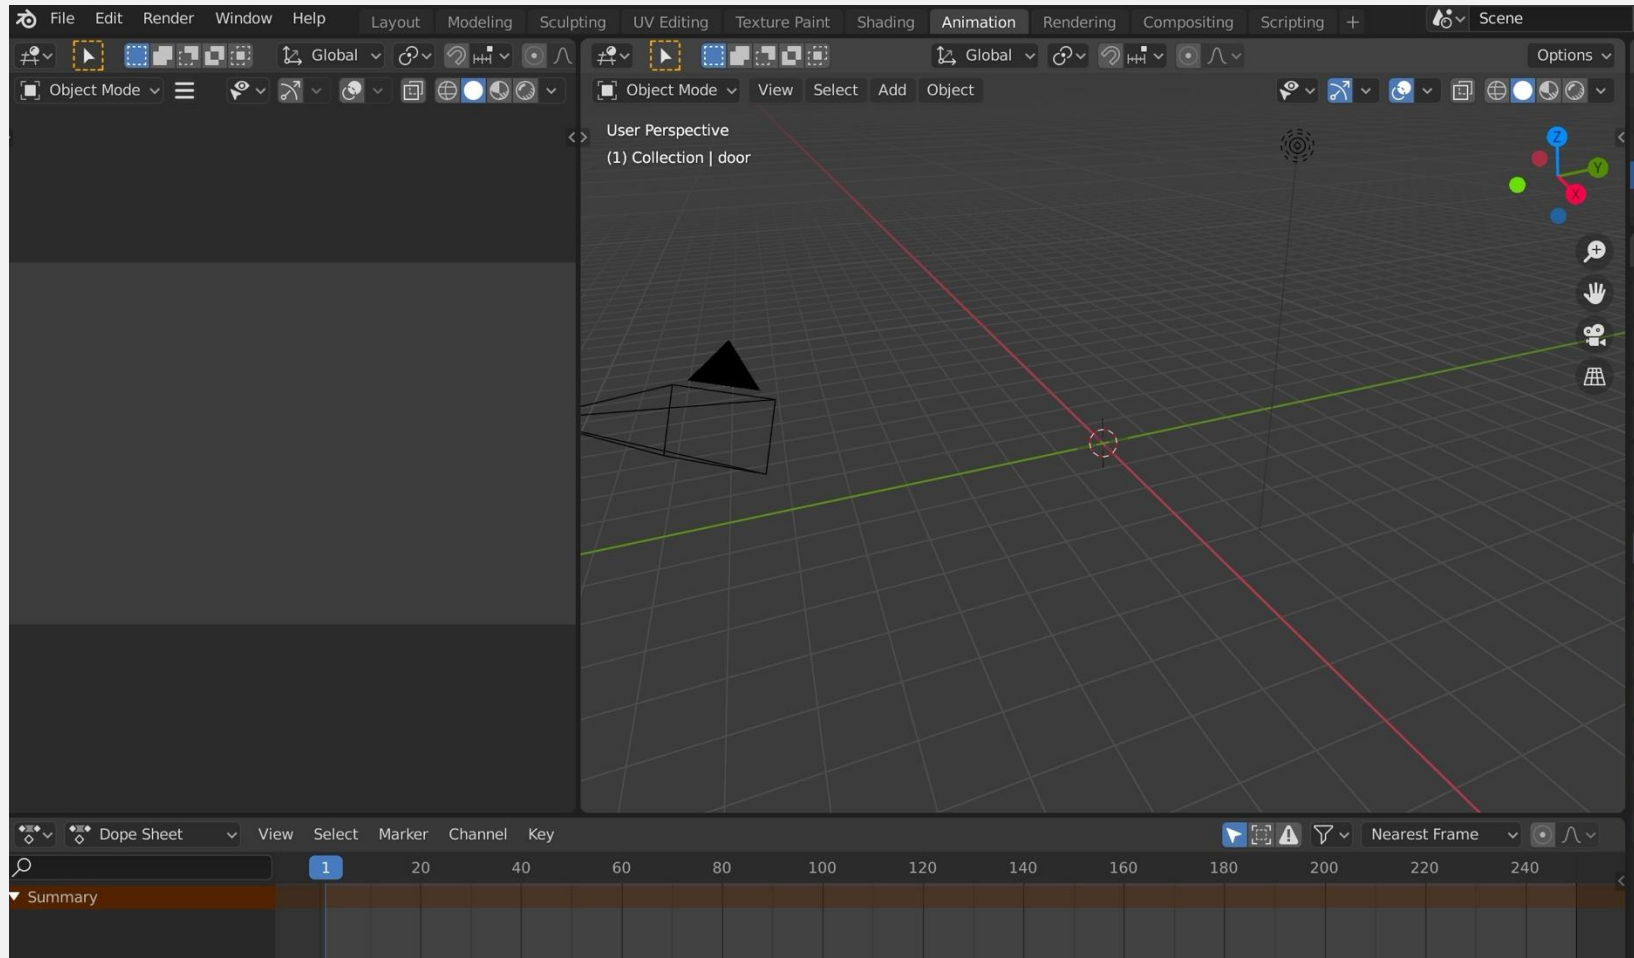 File Edit Render Window Help Layout Modeling Sculpting UV Editing Texture Paint Shading Animation Rendering Compositing Scripting + Scene
Global Global Options
Object Mode Object Mode View Select Add Object
User Perspective
(1) Collection | door
Z
Y
X
Dope Sheet View Select Marker Channel Key Nearest Frame
1 20 40 60 80 100 120 140 160 180 200 220 240
Summary